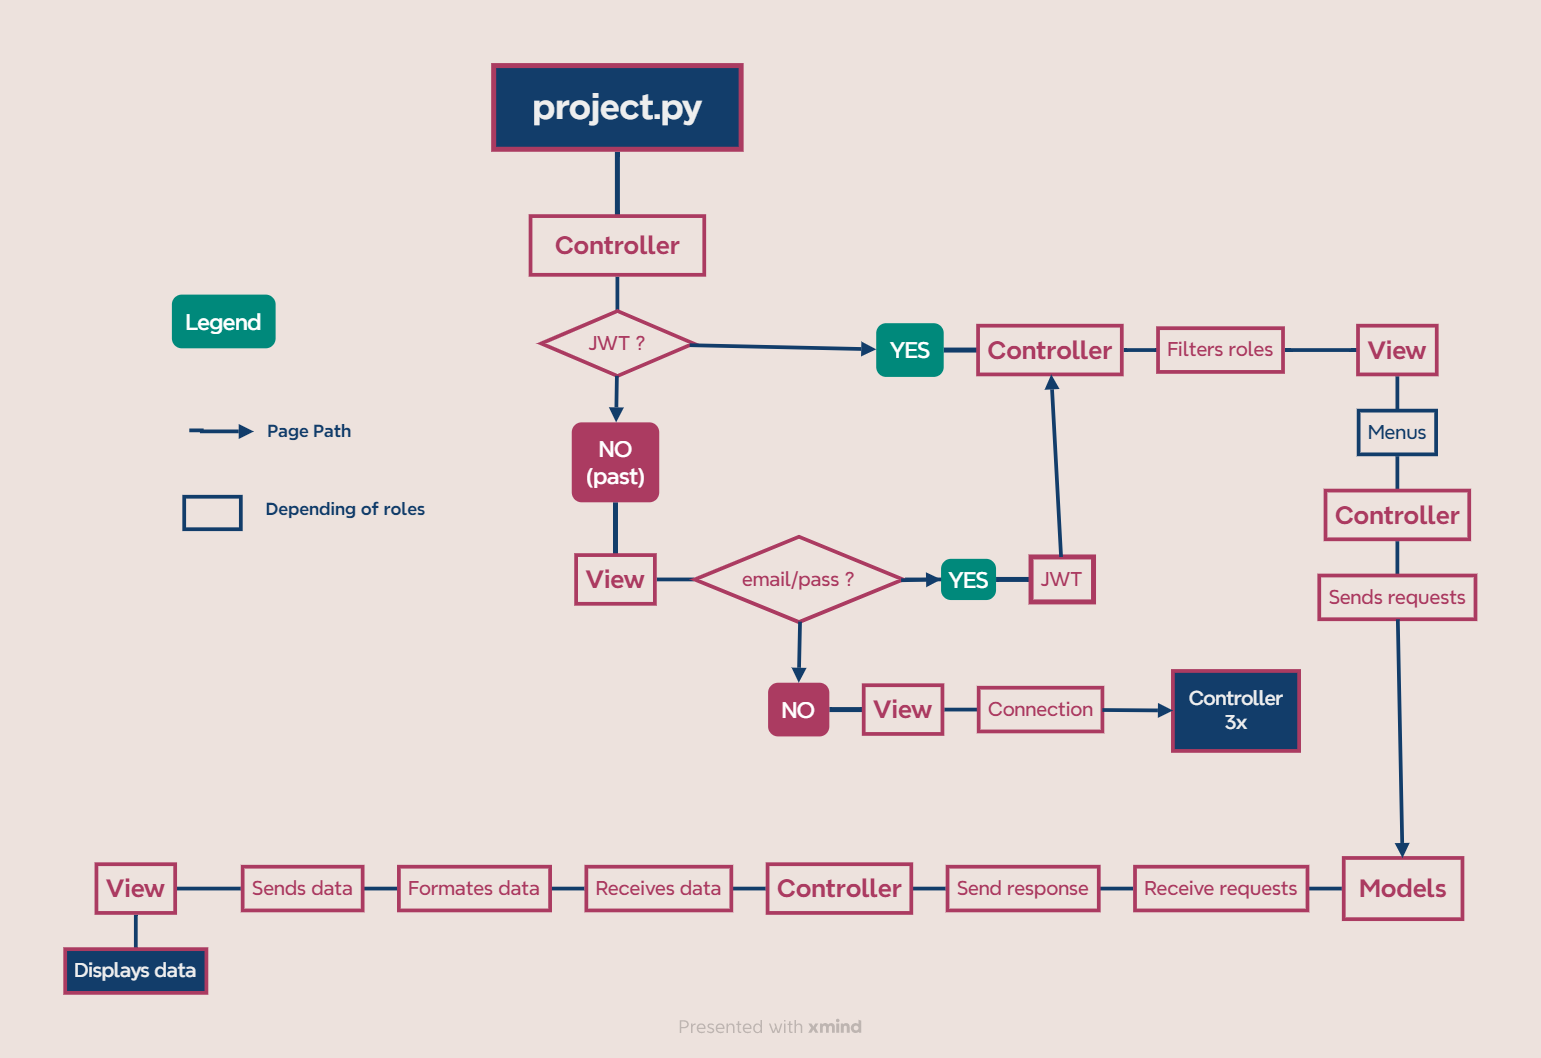 project.py
Controller
Legend
JWT ?
YES
Controller
Filters roles
View
Page Path
Menus
NO
(past)
Depending of roles
Controller
View
email/pass ?
YES
JWT
Sends requests
NO
View
Connection
Controller
3x
View
Sends data
Formates data
Receives data
Controller
Send response
Receive requests
Models
Displays data
Presented with xmind